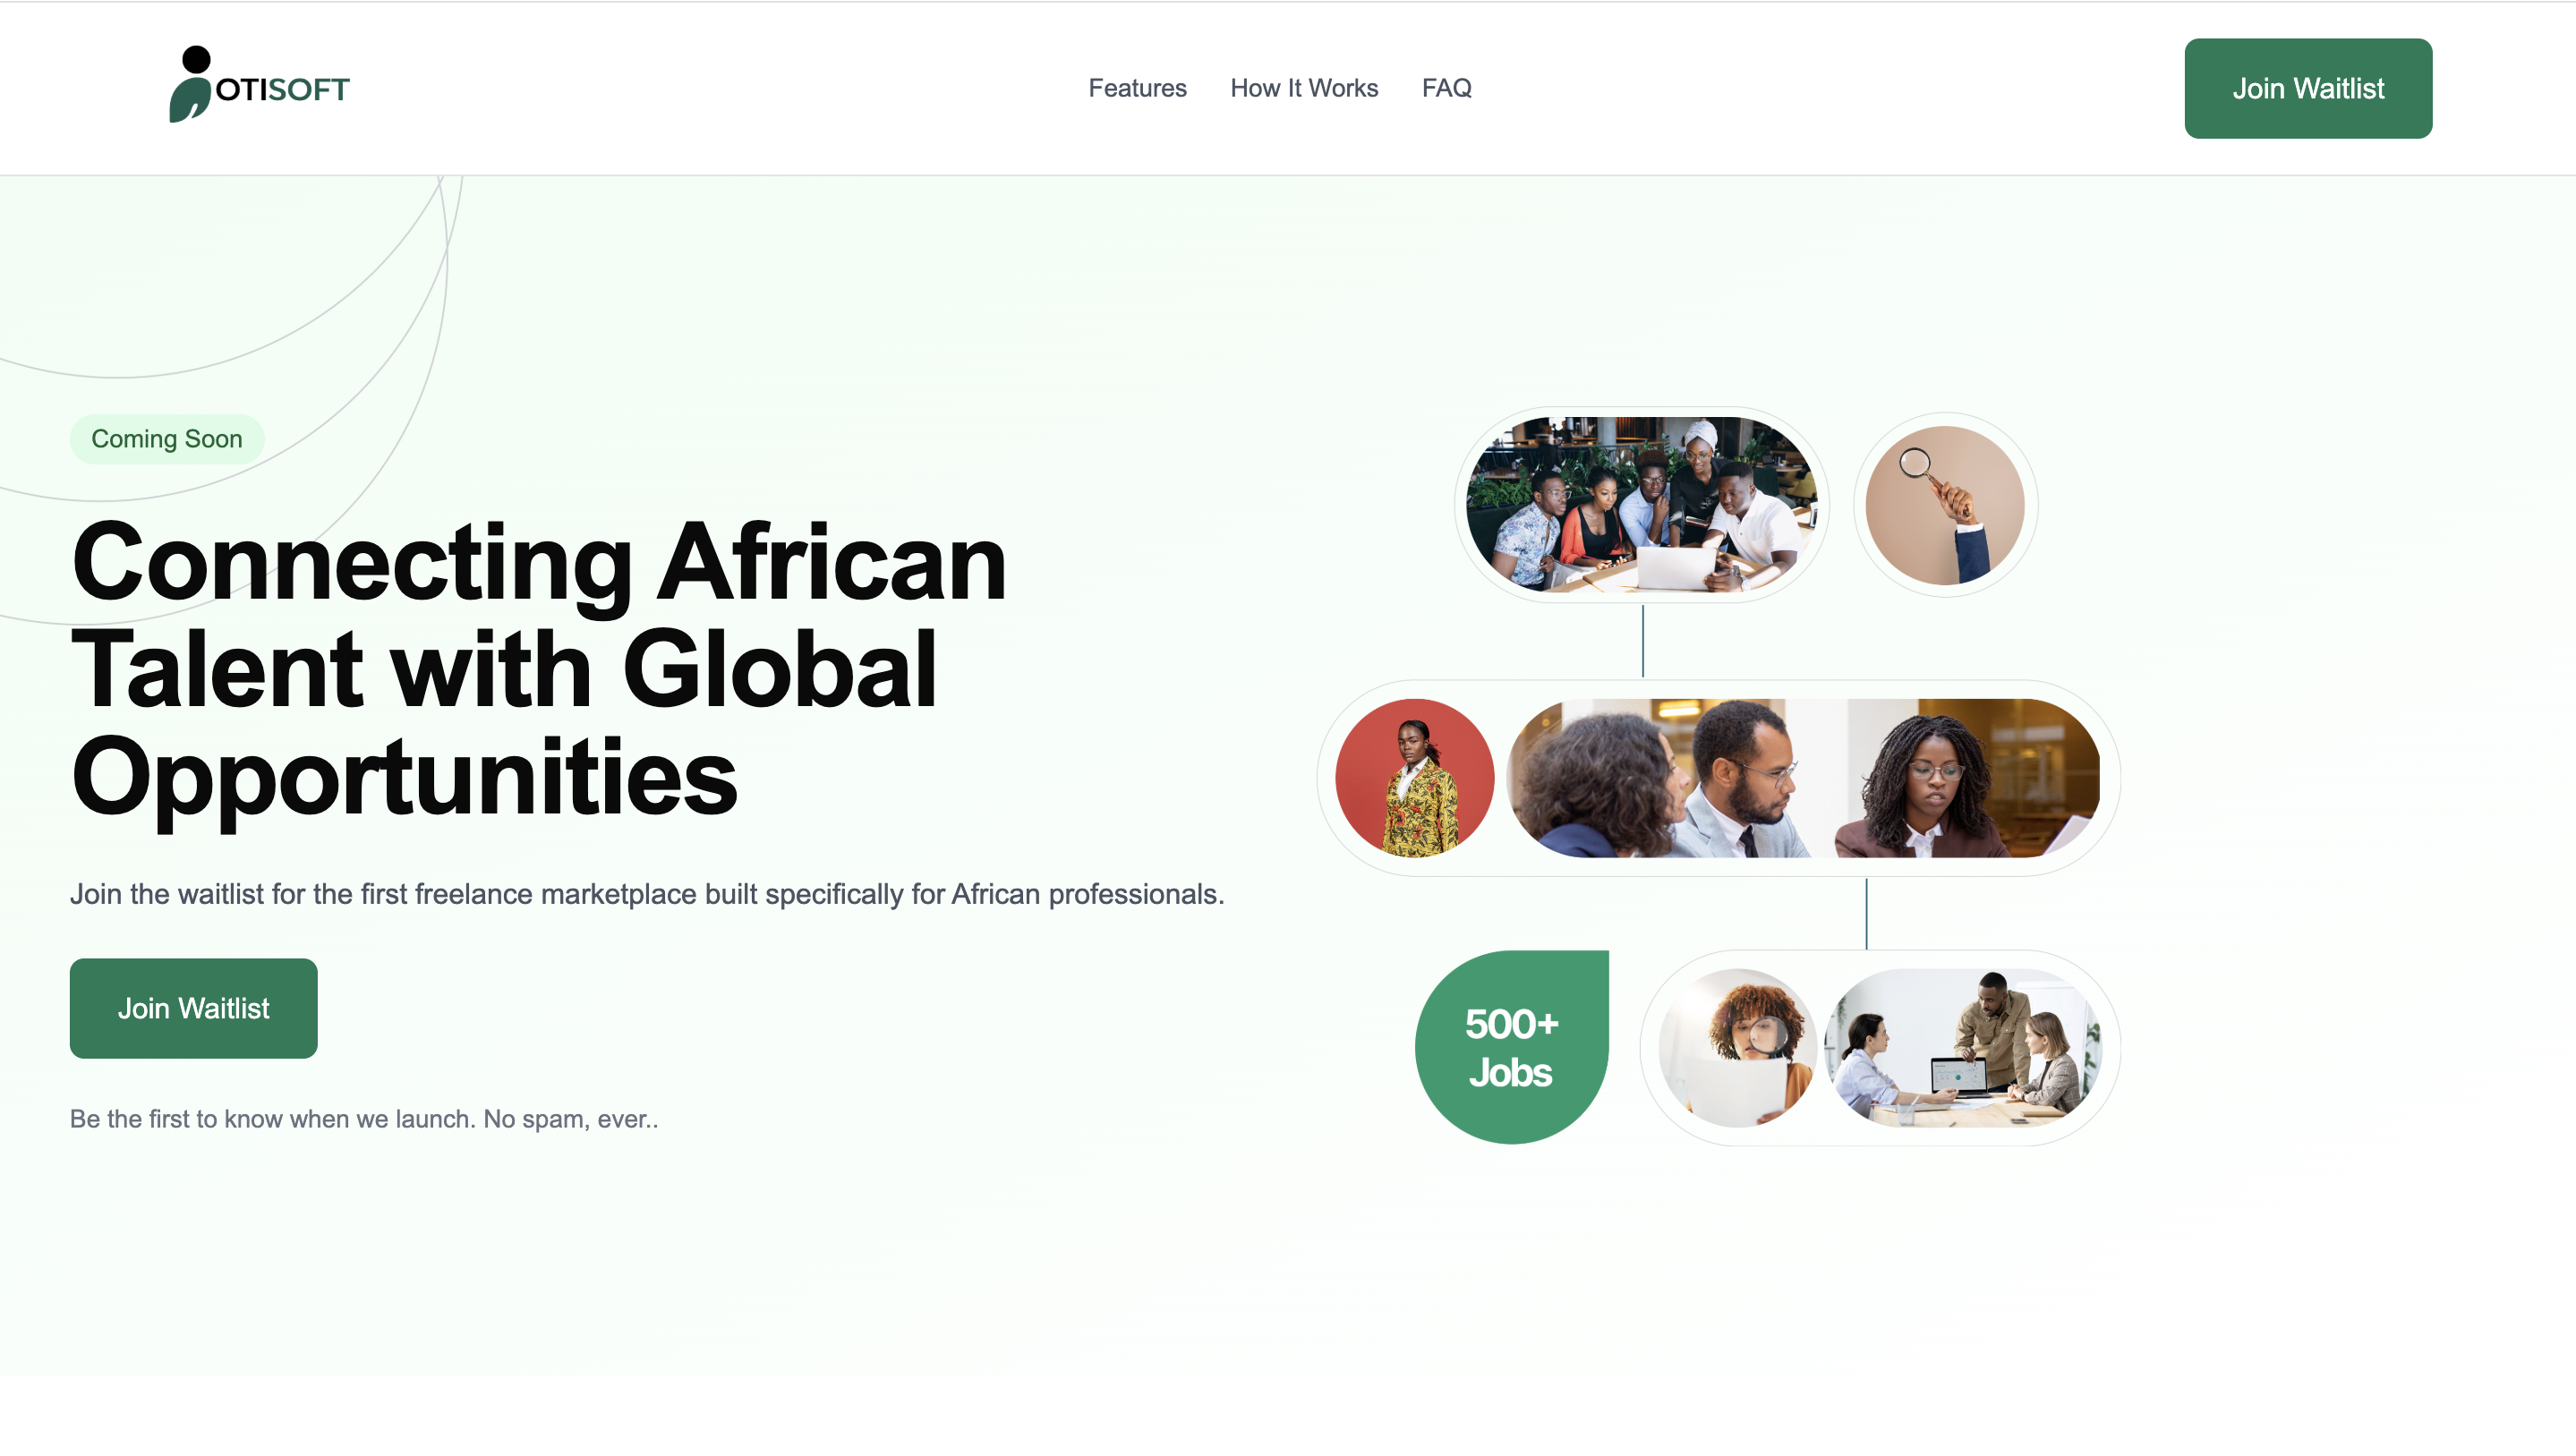 OTISOFT
Features
How It Works
FAQ
Join Waitlist
Coming Soon
Connecting African
Talent with Global
Opportunities
Join the waitlist for the first freelance marketplace built specifically for African professionals.
Join Waitlist
Be the first to know when we launch. No spam, ever..
500+
Jobs